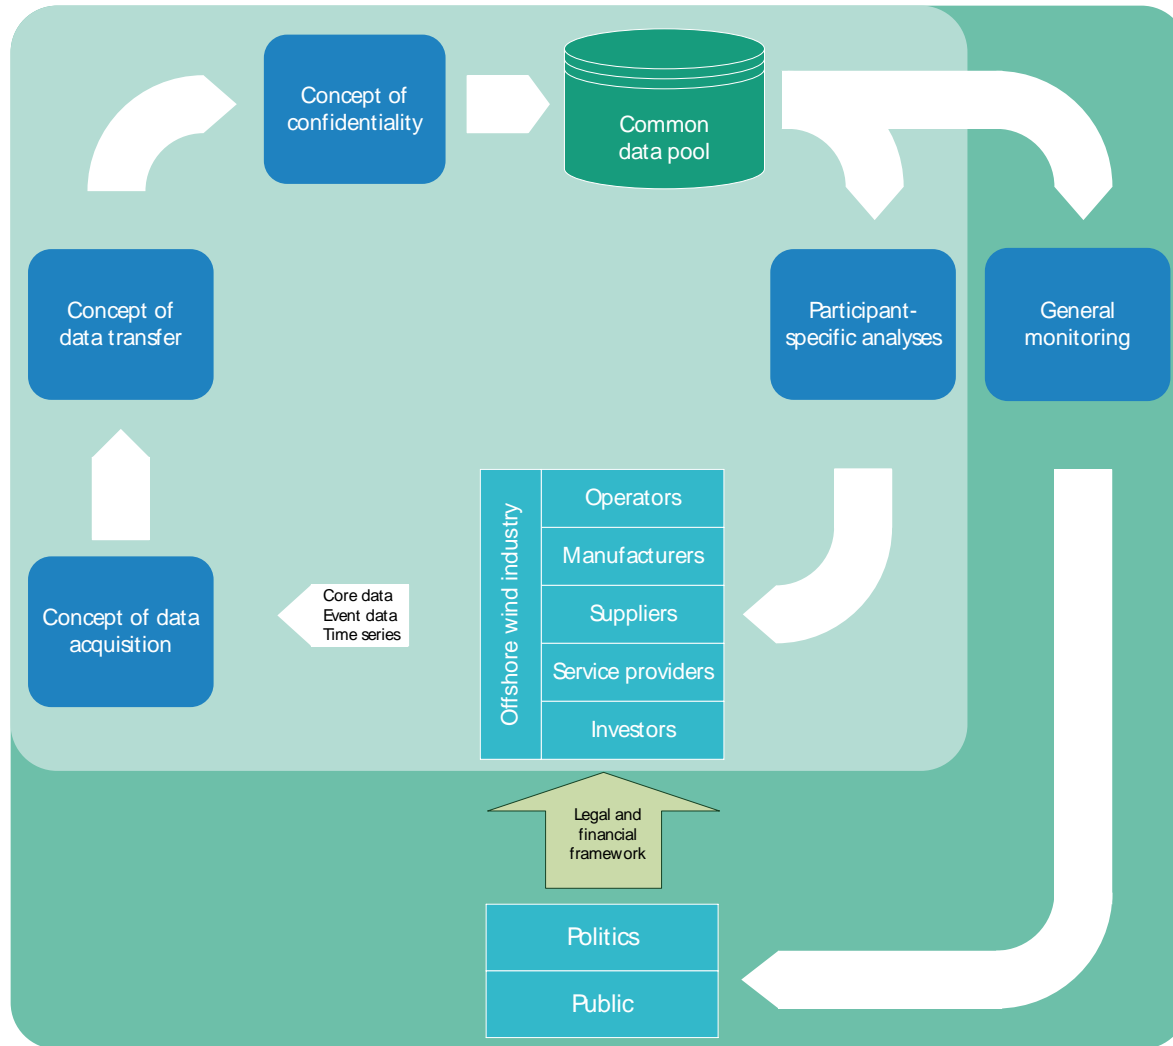 Concept of
confidentiality
Common
data pool
Concept of
data transfer
Participant-
specific analyses
General
monitoring
Concept of data
acquisition
Core data
Event data
Time series
Offshore wind industry
Operators
Manufacturers
Suppliers
Service providers
Investors
Legal and
financial
framework
Politics
Public